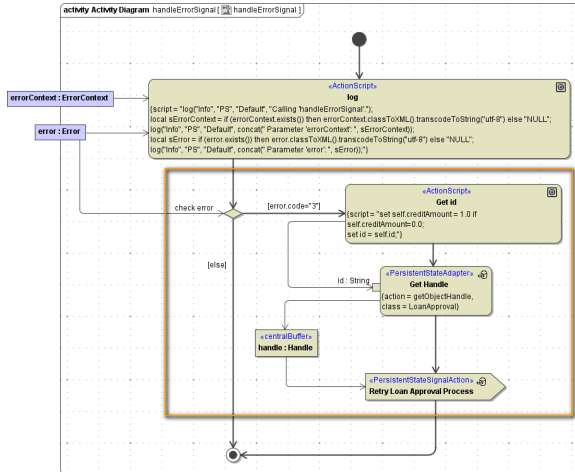 activity Activity Diagram handleErrorSignal [ handleErrorSignal ]
«ActionScript»
log
{script = "log("Info", "PS", "Default", "Calling 'handleErrorSignal'.");
local sErrorContext = if (errorContext.exists()) then errorContext.classToXML().transcodeToString("utf-8") else "NULL";
log("Info", "PS", "Default", concat(" Parameter 'errorContext': ", sErrorContext));
local sError = if (error.exists()) then error.classToXML().transcodeToString("utf-8") else "NULL";
log("Info", "PS", "Default", concat(" Parameter 'error': ", sError));"}
errorContext : ErrorContext
error : Error
check error
[error.code="3"]
[else]
«ActionScript»
Get id
{script = "set self.creditAmount = 1.0 if
self.creditAmount=0.0;
set id = self.id;"}
id : String
«PersistentStateAdapter»
Get Handle
{action = getObjectHandle,
class = LoanApproval}
«centralBuffer»
handle : Handle
«PersistentStateSignalAction»
Retry Loan Approval Process